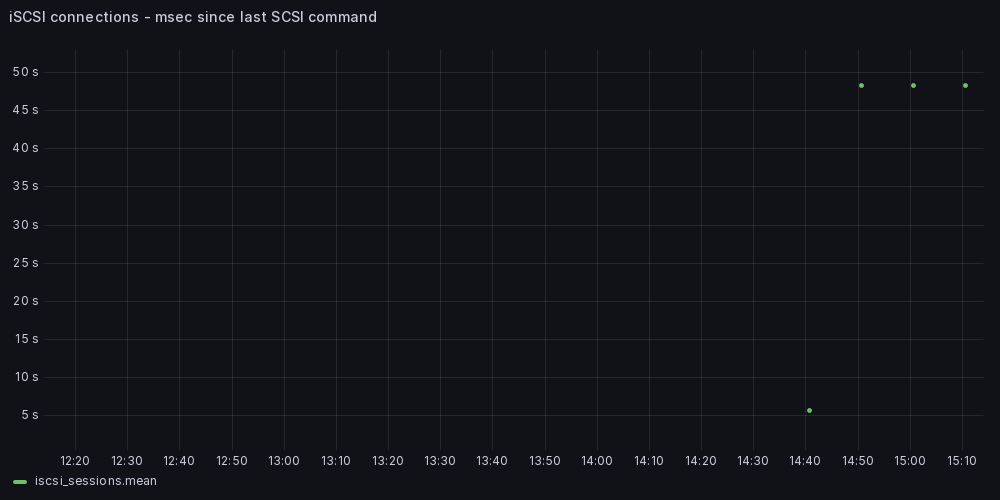 iSCSI connections - msec since last SCSI command
50 s
45 s
40 s
35 s
30 s
25 s
20 s
15 s
10 s
5 s
12:20 12:30 12:40 12:50 13:00 13:10 13:20 13:30 13:40 13:50 14:00 14:10 14:20 14:30 14:40 14:50 15:00 15:10
iscsi_sessions.mean